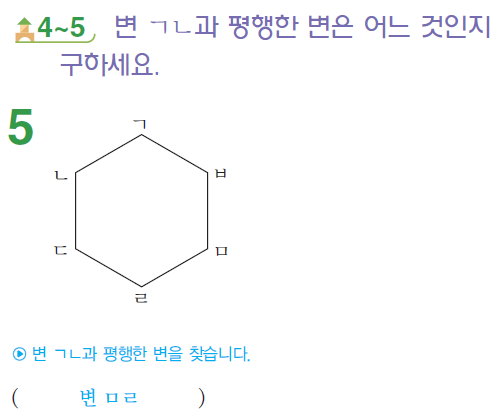 4~5 변 ㄱㄴ과 평행한 변은 어느 것인지
구하세요.
5
ㄱ
ㄴ ㅂ
ㄷ ㅁ
ㄹ
변 ㄱㄴ과 평행한 변을 찾습니다.
( 변 ㅁㄹ )